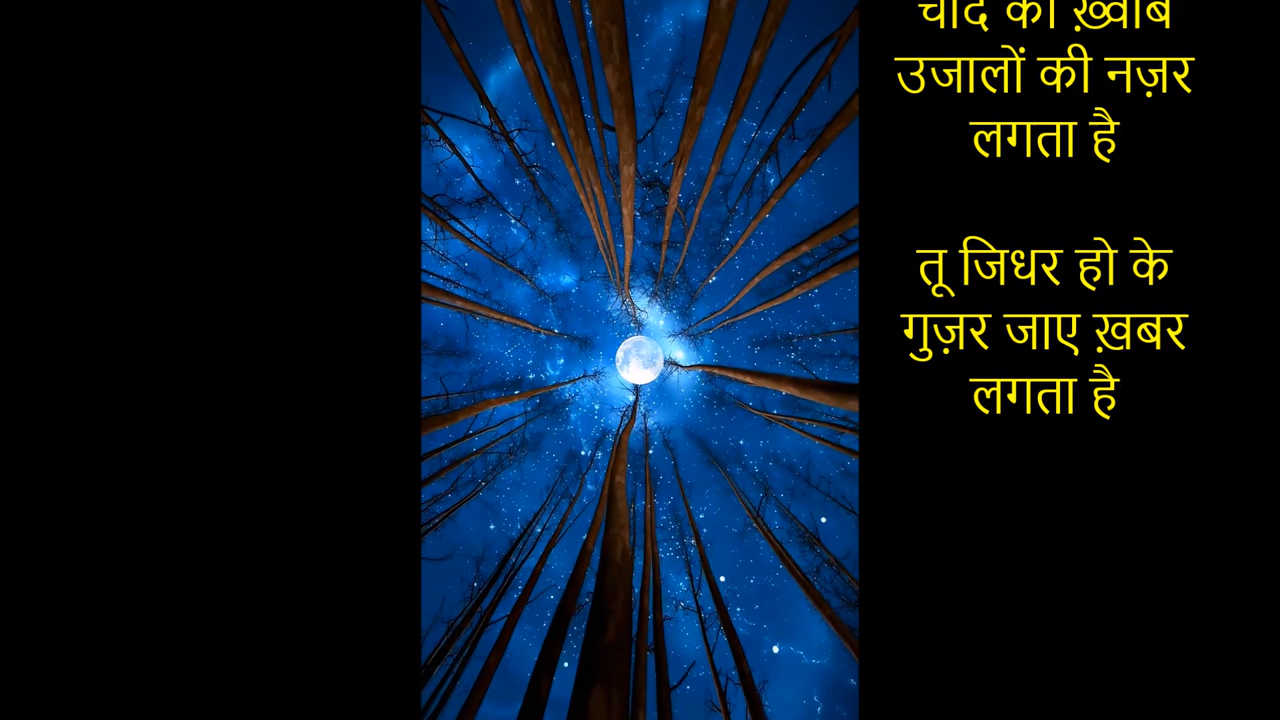 चाँद का ख़्वाब
उजालों की नज़र
लगता है
तू जिधर हो के
गुज़र जाए ख़बर
लगता है